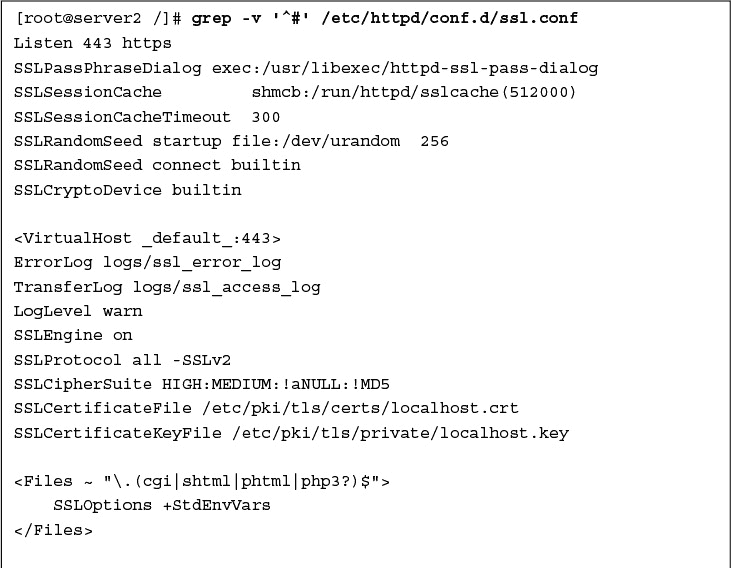 [root@server2 /]# grep -v '^#' /etc/httpd/conf.d/ssl.conf
Listen 443 https
SSLPassPhraseDialog exec:/usr/libexec/httpd-ssl-pass-dialog
SSLSessionCache         shmcb:/run/httpd/sslcache(512000)
SSLSessionCacheTimeout  300
SSLRandomSeed startup file:/dev/urandom  256
SSLRandomSeed connect builtin
SSLCryptoDevice builtin

<VirtualHost _default_:443>
ErrorLog logs/ssl_error_log
TransferLog logs/ssl_access_log
LogLevel warn
SSLEngine on
SSLProtocol all -SSLv2
SSLCipherSuite HIGH:MEDIUM:!aNULL:!MD5
SSLCertificateFile /etc/pki/tls/certs/localhost.crt
SSLCertificateKeyFile /etc/pki/tls/private/localhost.key

<Files ~ "\.(cgi|shtml|phtml|php3?)$">
    SSLOptions +StdEnvVars
</Files>